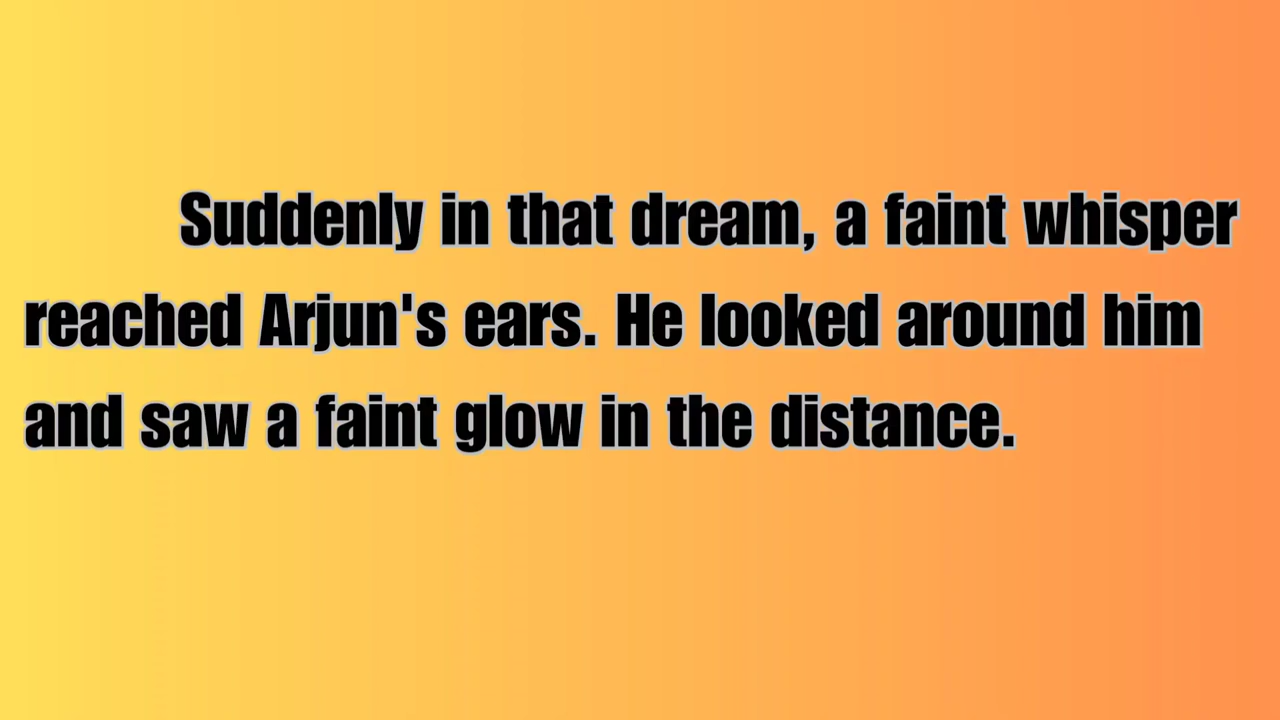 Suddenly in that dream, a faint whisper
reached Arjun's ears. He looked around him
and saw a faint glow in the distance.